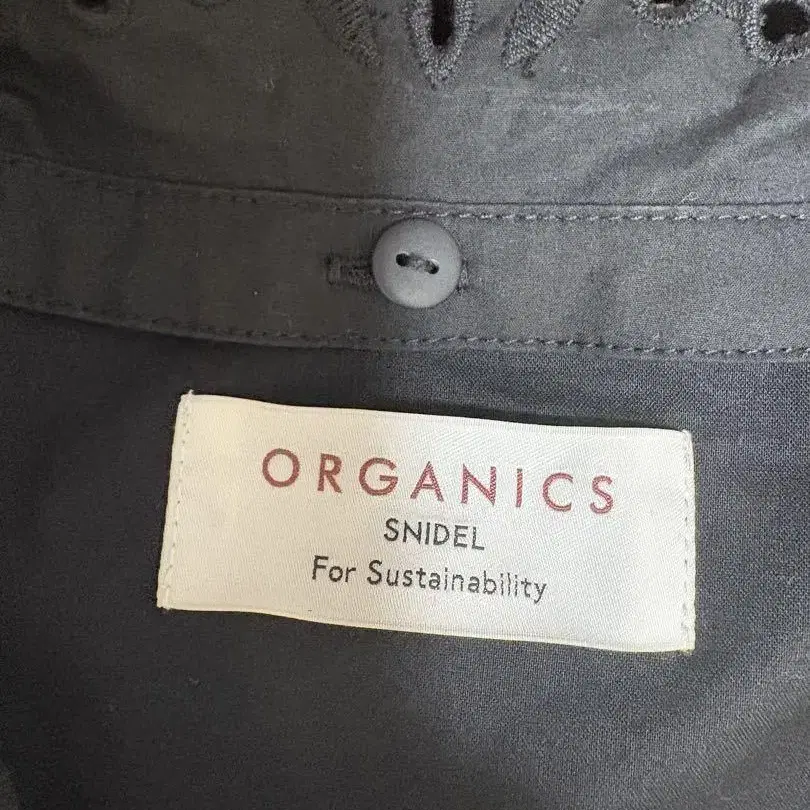 ORGANICS
SNIDEL
For Sustainability